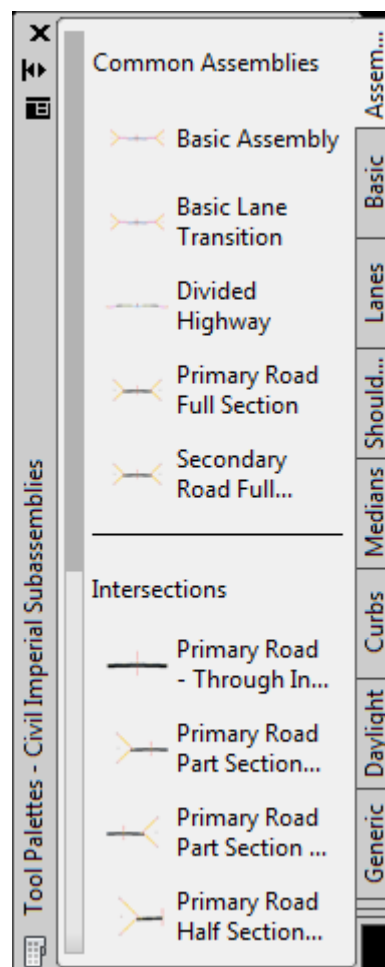 Common Assemblies
Basic Assembly
Basic Lane
Transition
Divided
Highway
Primary Road
Full Section
Secondary
Road Full...
Intersections
Primary Road
- Through In...
Primary Road
Part Section...
Primary Road
Part Section ...
Primary Road
Half Section...
Assem...
Basic
Lanes
Should...
Medians
Curbs
Daylight
Generic
Tool Palettes - Civil Imperial Subassemblies